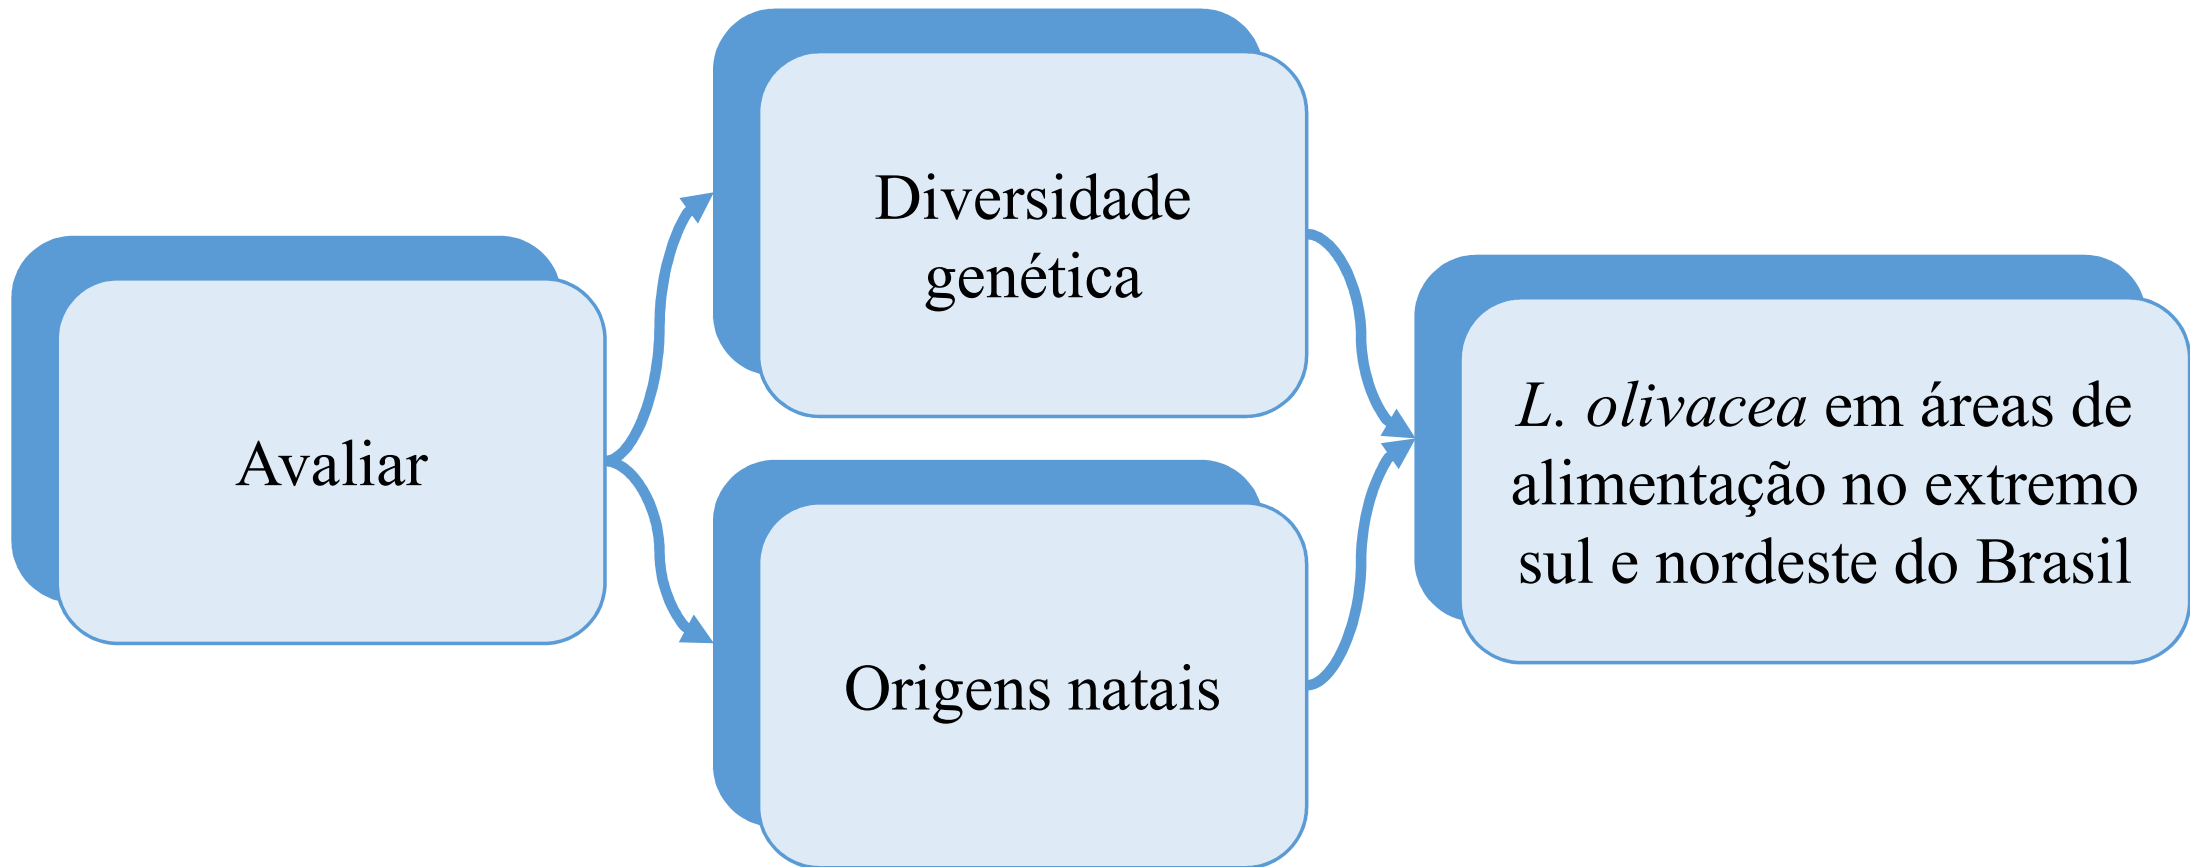 Avaliar
Diversidade
genética
Origens natais
L. olivacea em áreas de
alimentação no extremo
sul e nordeste do Brasil